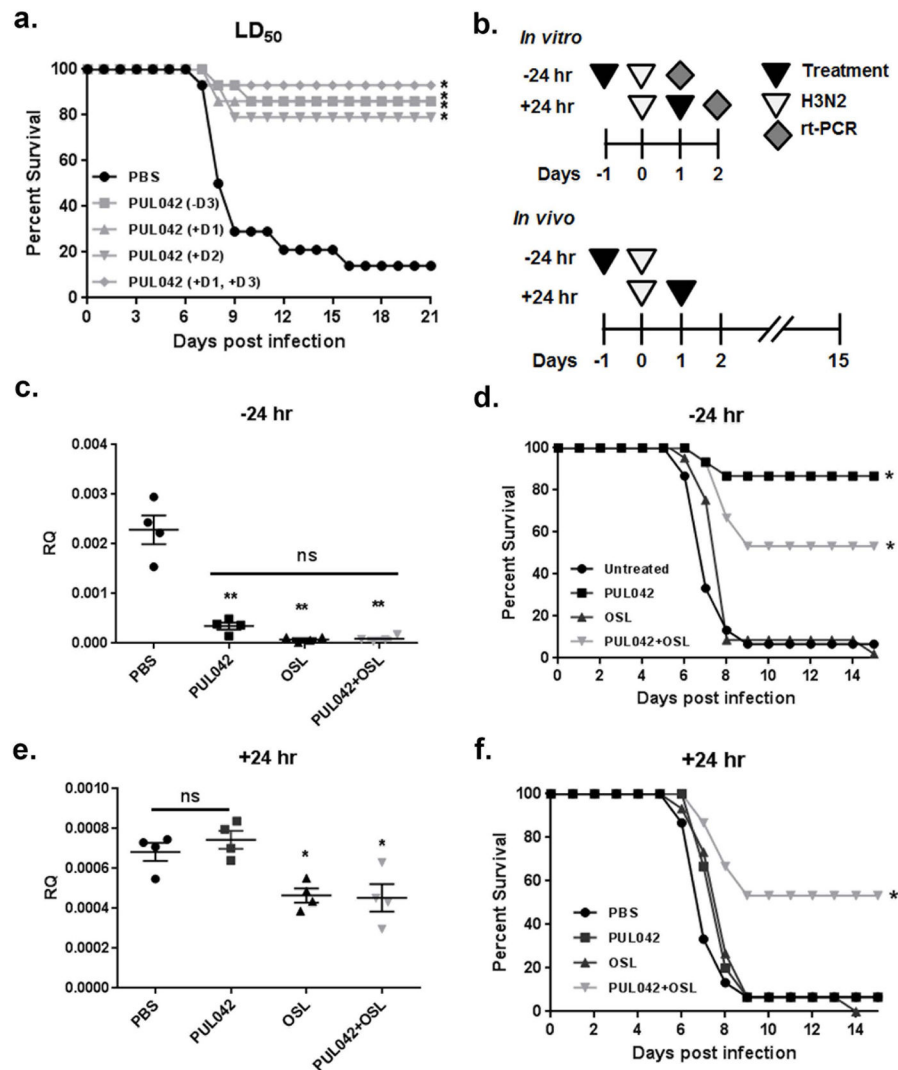 a.
LD50
Percent Survival
100
80
60
40
20
0
PBS
PUL042 (-D3)
PUL042 (+D1)
PUL042 (+D2)
PUL042 (+D1, +D3)
*
*
*
*
0 3 6 9 12 15 18 21
Days post infection
b.
In vitro
-24 hr
+24 hr
Treatment
H3N2
rt-PCR
Days -1 0 1 2
In vivo
-24 hr
+24 hr
Days -1 0 1 2 15
c.
-24 hr
RQ
0.004
0.003
0.002
0.001
0.000
ns
** ** **
PBS PUL042 OSL PUL042+OSL
d.
-24 hr
Percent Survival
100
80
60
40
20
0
Untreated
PUL042
OSL
PUL042+OSL
*
*
0 2 4 6 8 10 12 14
Days post infection
e.
+24 hr
RQ
0.0010
0.0008
0.0006
0.0004
0.0002
0.0000
ns
* *
PBS PUL042 OSL PUL042+OSL
f.
+24 hr
Percent Survival
100
80
60
40
20
0
PBS
PUL042
OSL
PUL042+OSL
*
0 2 4 6 8 10 12 14
Days post infection